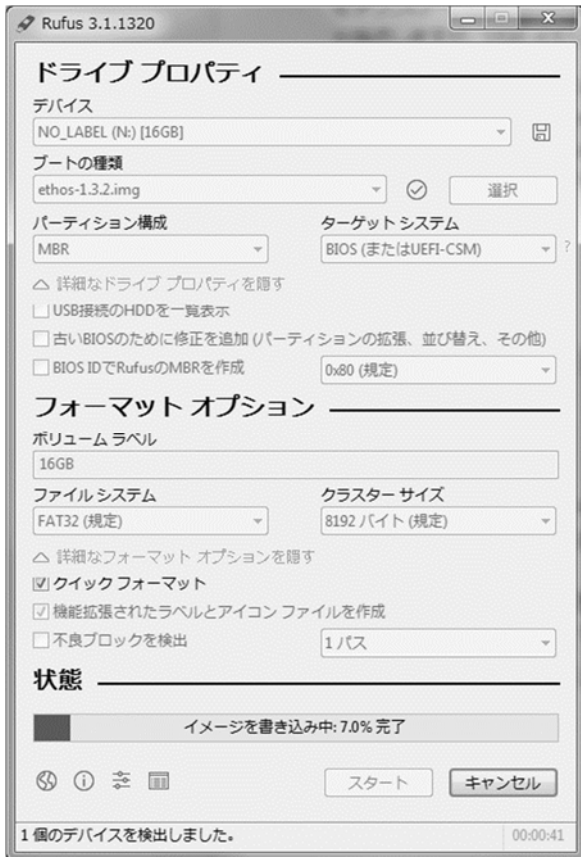 Rufus 3.1.1320
ドライブ プロパティ
デバイス
NO_LABEL (N:) [16GB]
ブートの種類
ethos-1.3.2.img
選択
パーティション構成
ターゲット システム
MBR
BIOS (またはUEFI-CSM)
?
詳細なドライブ プロパティを隠す
USB接続のHDDを一覧表示
古いBIOSのために修正を追加 (パーティションの拡張、並び替え、その他)
BIOS IDでRufusのMBRを作成
0x80 (規定)
フォーマット オプション
ボリューム ラベル
16GB
ファイル システム
クラスター サイズ
FAT32 (規定)
8192 バイト (規定)
詳細なフォーマット オプションを隠す
クイック フォーマット
機能拡張されたラベルとアイコン ファイルを作成
不良ブロックを検出
1 パス
状態
イメージを書き込み中: 7.0% 完了
スタート
キャンセル
1 個のデバイスを検出しました。
00:00:41